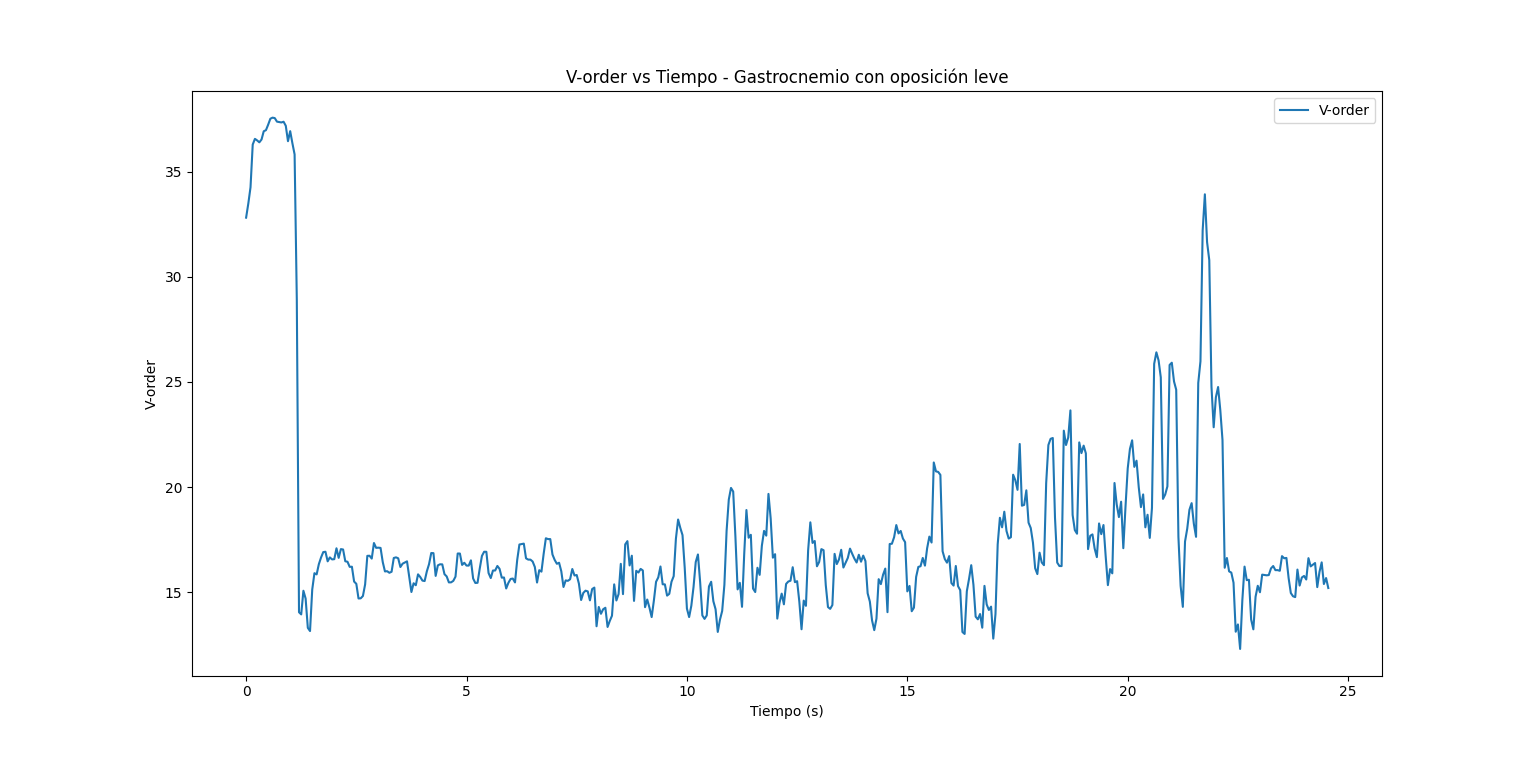 V-order vs Tiempo - Gastrocnemio con oposición leve
V-order
35
30
25
20
15
V-order
0 5 10 15 20 25
Tiempo (s)